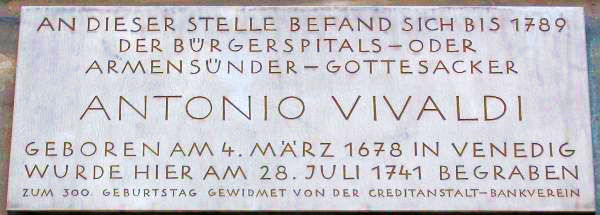 AN DIESER STELLE BEFAND SICH BIS 1789
DER BÜRGERSPITALS-ODER
ARMENSÜNDER-GOTTESACKER
ANTONIO VIVALDI
GEBOREN AM 4. MÄRZ 1678 IN VENEDIG
WURDE HIER AM 28. JULI 1741 BEGRABEN
ZUM 300. GEBURTSTAG GEWIDMET VON DER CREDITANSTALT-BANKVEREIN